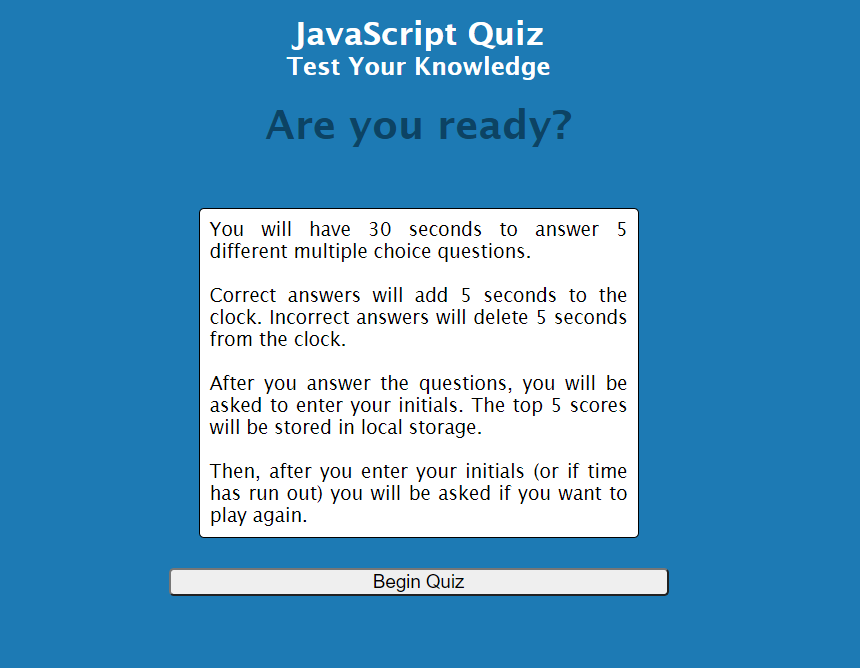 JavaScript Quiz
Test Your Knowledge
Are you ready?
You will have 30 seconds to answer 5
different multiple choice questions.
Correct answers will add 5 seconds to the
clock. Incorrect answers will delete 5 seconds
from the clock.
After you answer the questions, you will be
asked to enter your initials. The top 5 scores
will be stored in local storage.
Then, after you enter your initials (or if time
has run out) you will be asked if you want to
play again.
Begin Quiz